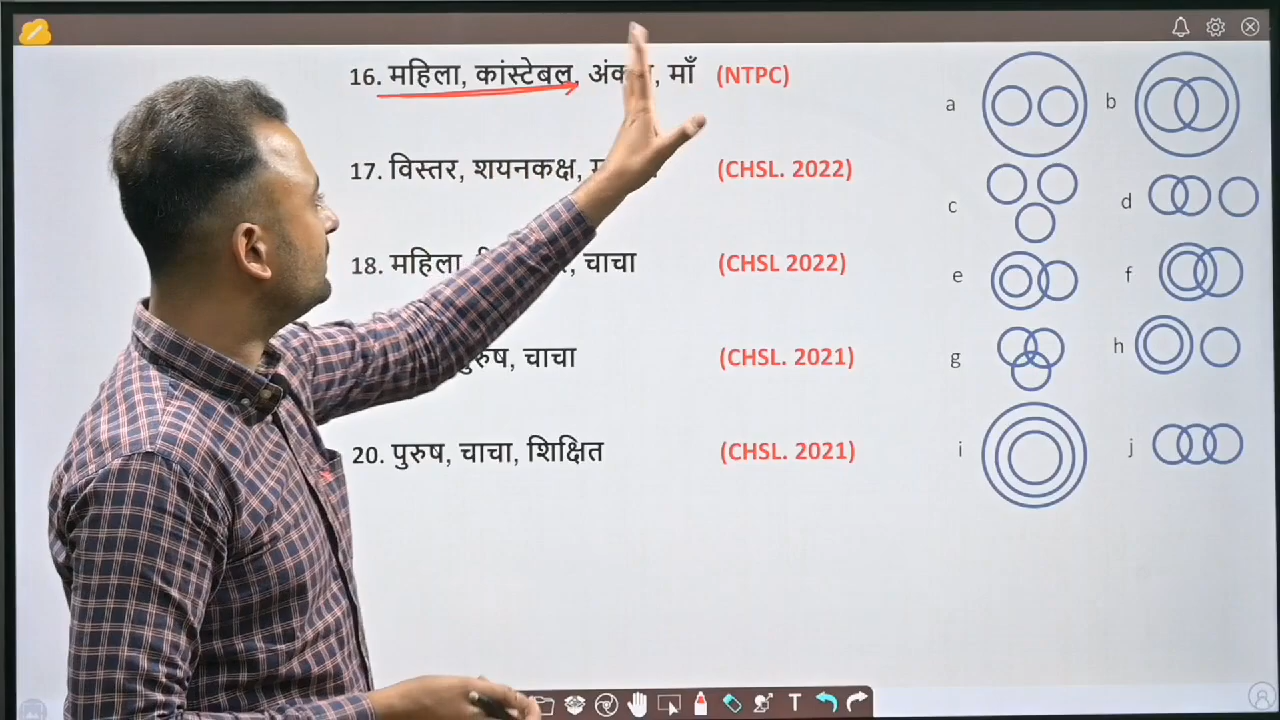 16. महिला, कांस्टेबल, माँ (NTPC)
a
b
17. विस्तर, शयनकक्ष, (CHSL. 2022)
c
d
18. महिला, चाचा (CHSL 2022)
e
f
चाचा (CHSL. 2021)
g
h
20. पुरुष, चाचा, शिक्षित (CHSL. 2021)
i
j
T